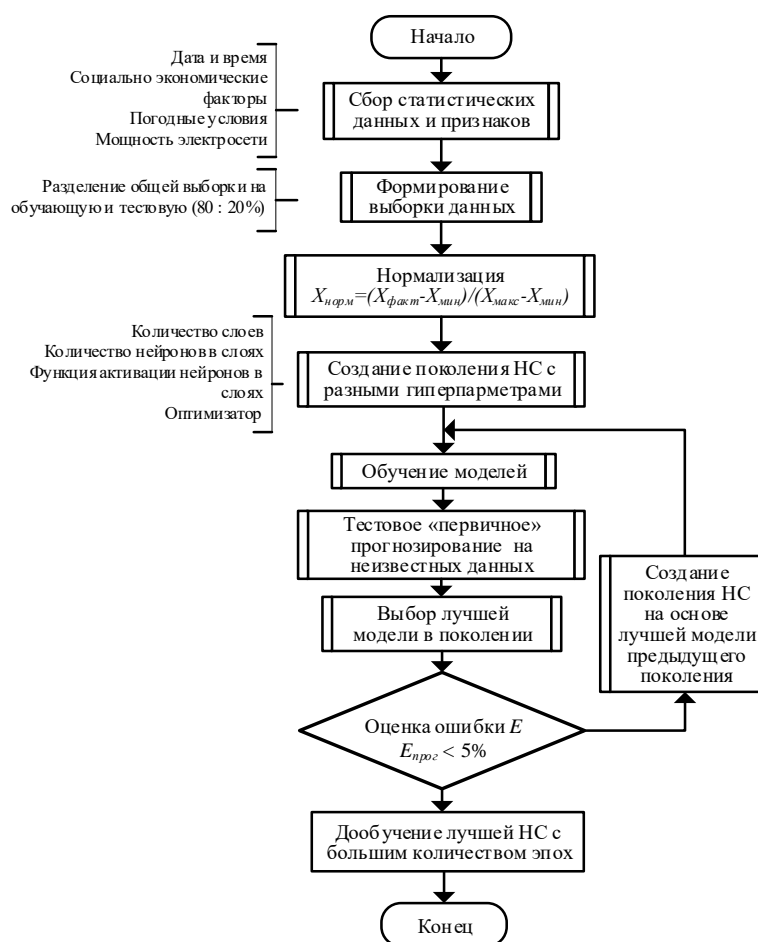 Начало
Дата и время
Социально экономические
факторы
Погодные условия
Мощность электросети
Сбор статистических
данных и признаков
Разделение общей выборки на
обучающую и тестовую (80 : 20%)
Формирование
выборки данных
Нормализация
Xнорм=(Xфакт-Xмин)/(Xмакс-Xмин)
Количество слоев
Количество нейронов в слоях
Функция активации нейронов в
слоях
Оптимизатор
Создание поколения НС с
разными гиперпарметрами
Обучение моделей
Тестовое «первичное»
прогнозирование на
неизвестных данных
Выбор лучшей
модели в поколении
Создание
поколения НС
на основе
лучшей модели
предыдущего
поколения
Оценка ошибки E
Eпрог < 5%
Дообучение лучшей НС с
большим количеством эпох
Конец